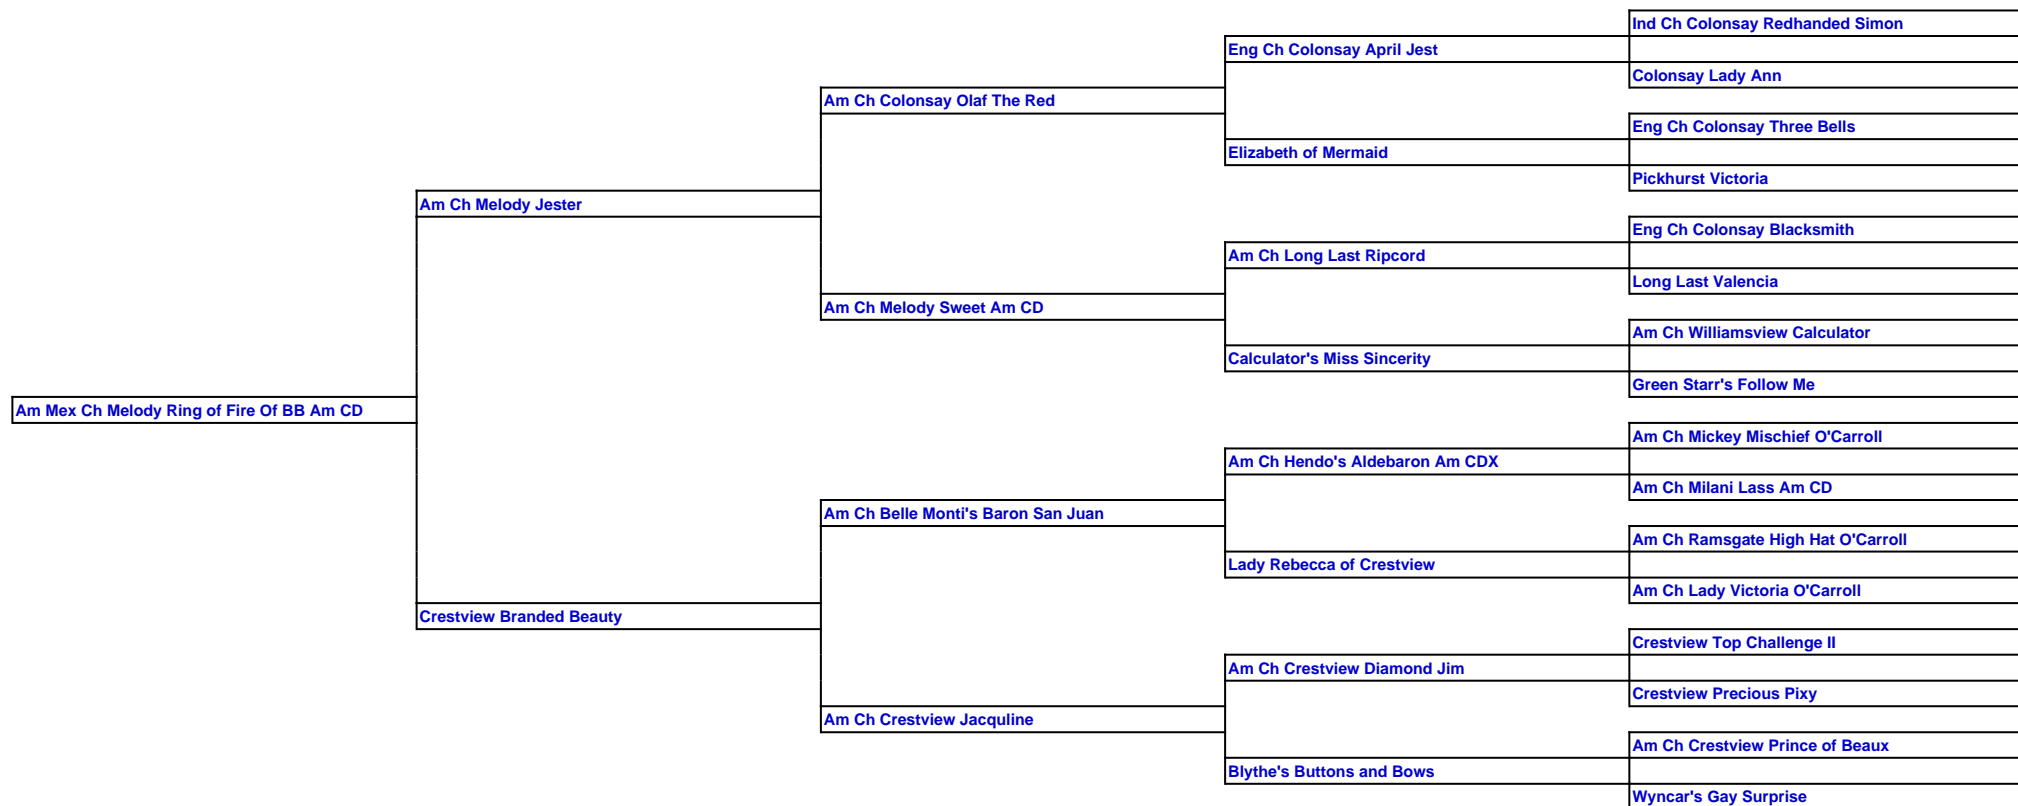 Ind Ch Colonsay Redhanded Simon
Eng Ch Colonsay April Jest
Colonsay Lady Ann
Am Ch Colonsay Olaf The Red
Eng Ch Colonsay Three Bells
Elizabeth of Mermaid
Pickhurst Victoria
Am Ch Melody Jester
Eng Ch Colonsay Blacksmith
Am Ch Long Last Ripcord
Long Last Valencia
Am Ch Melody Sweet Am CD
Am Ch Williamsview Calculator
Calculator's Miss Sincerity
Green Starr's Follow Me
Am Mex Ch Melody Ring of Fire Of BB Am CD
Am Ch Mickey Mischief O'Carroll
Am Ch Hendo's Aldebaron Am CDX
Am Ch Milani Lass Am CD
Am Ch Belle Monti's Baron San Juan
Am Ch Ramsgate High Hat O'Carroll
Lady Rebecca of Crestview
Am Ch Lady Victoria O'Carroll
Crestview Branded Beauty
Crestview Top Challenge II
Am Ch Crestview Diamond Jim
Crestview Precious Pixy
Am Ch Crestview Jacquline
Am Ch Crestview Prince of Beaux
Blythe's Buttons and Bows
Wyncar's Gay Surprise